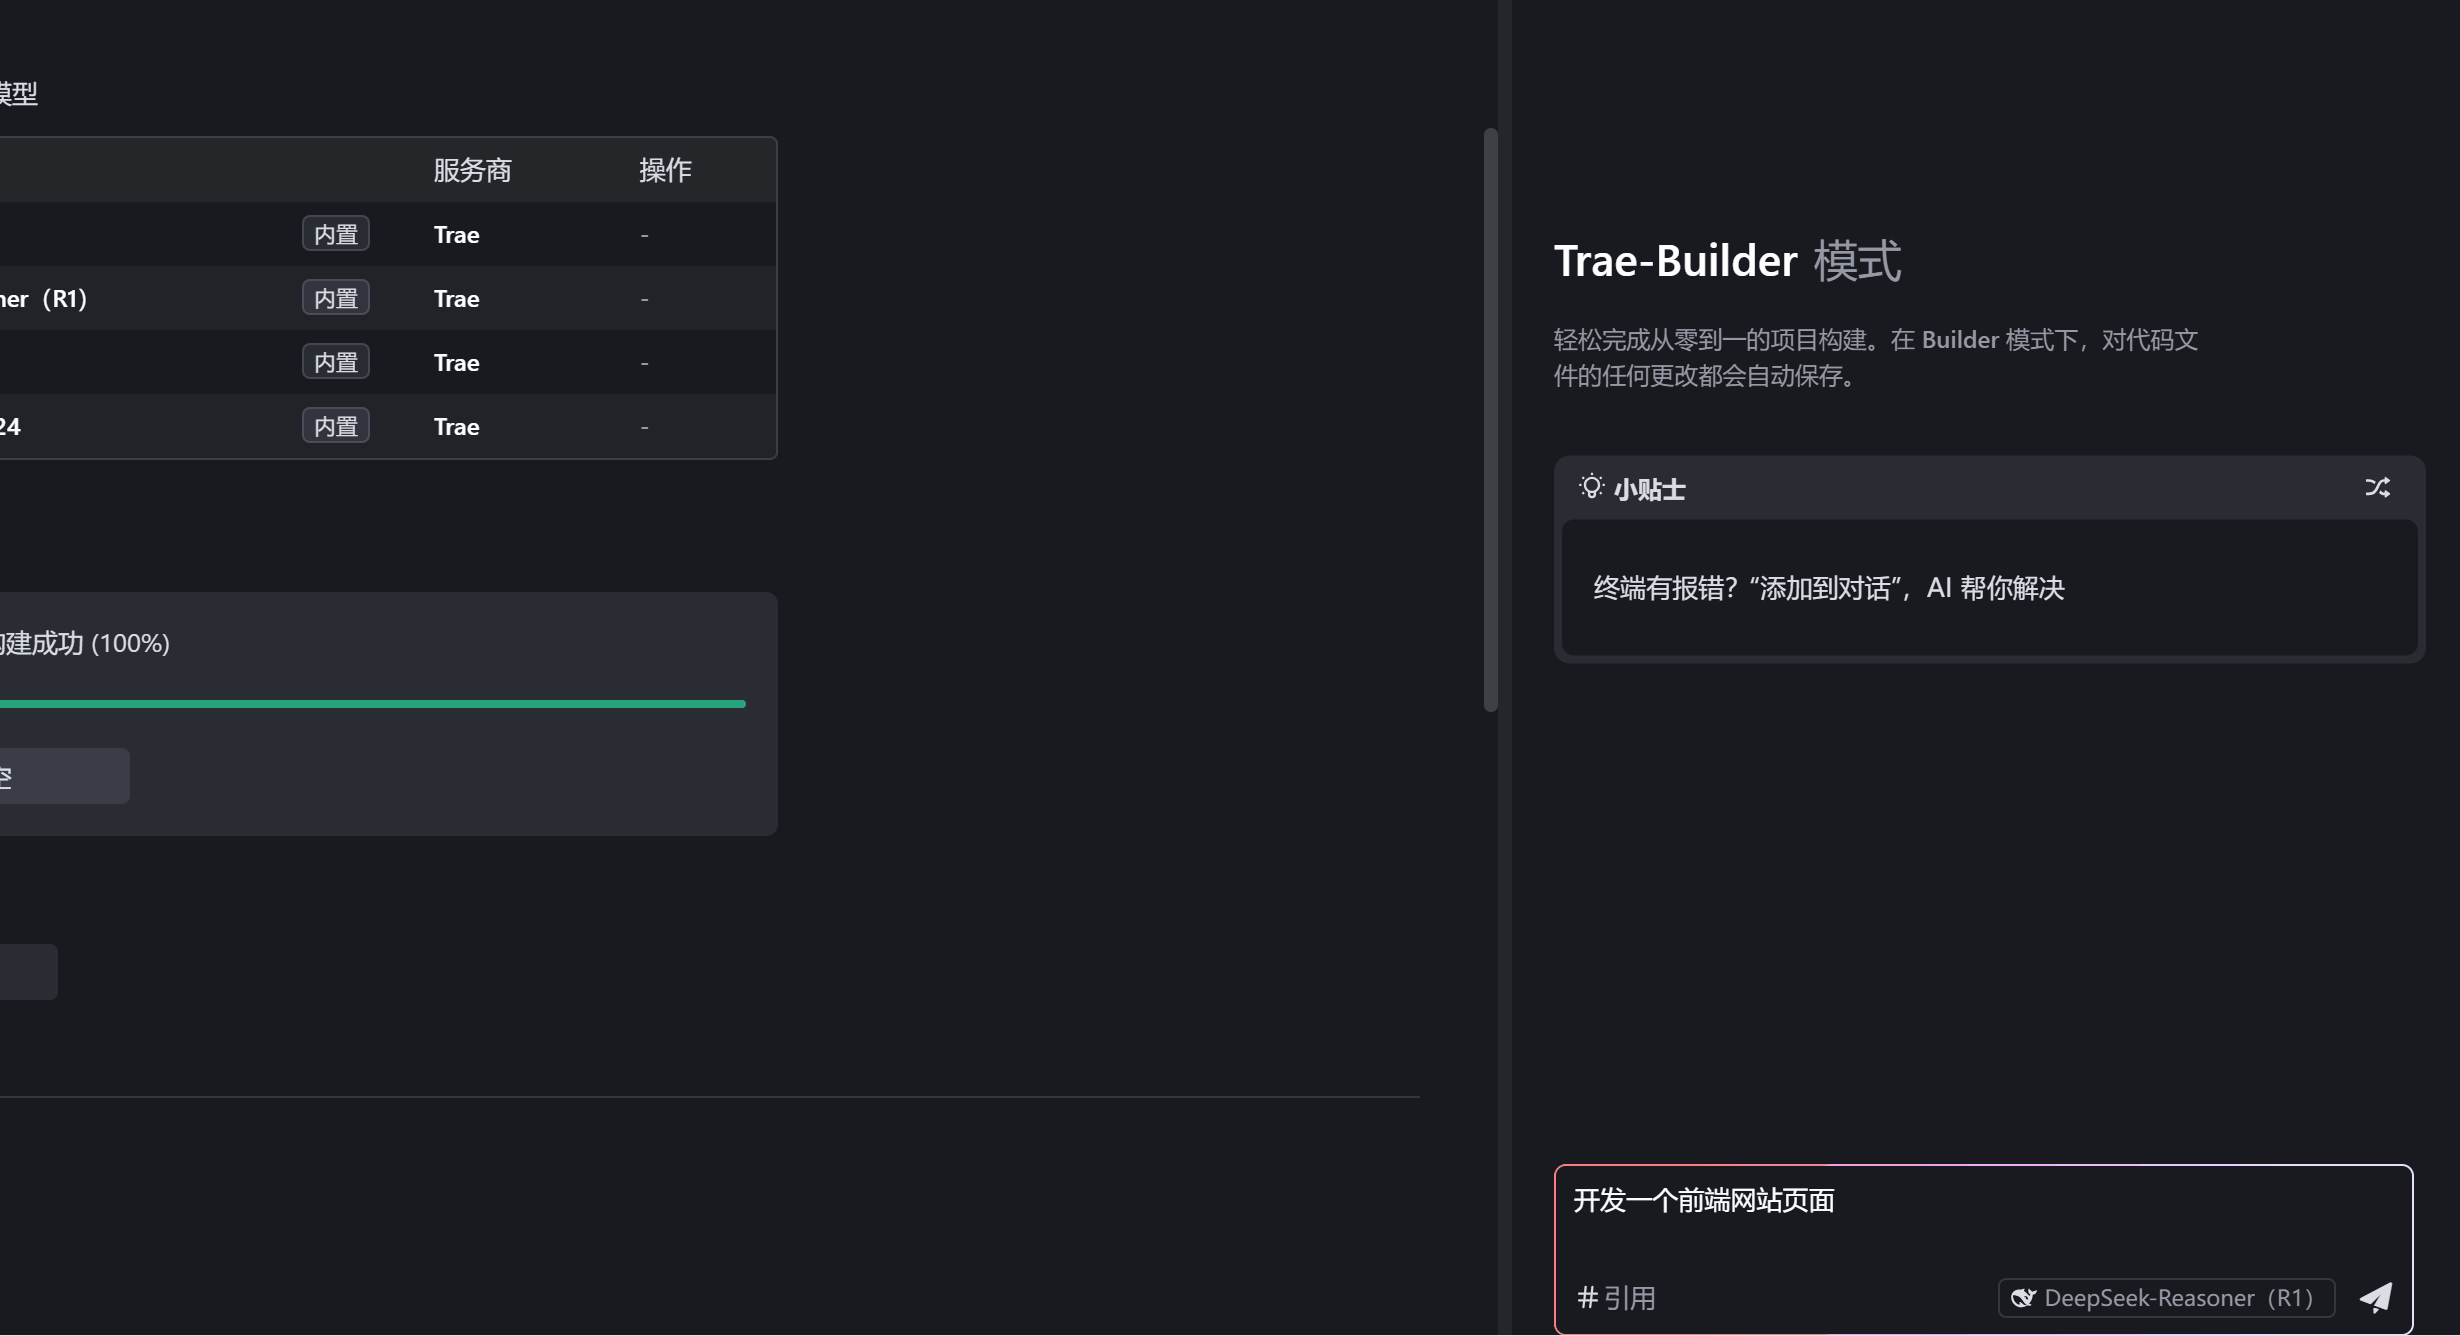 模型
服务商 操作
内置 Trae -
ner（R1） 内置 Trae -
内置 Trae -
24 内置 Trae -
构建成功 (100%)
空
Trae-Builder 模式
轻松完成从零到一的项目构建。在 Builder 模式下，对代码文
件的任何更改都会自动保存。
小贴士
终端有报错？“添加到对话”，AI 帮你解决
开发一个前端网站页面
# 引用 DeepSeek-Reasoner（R1）